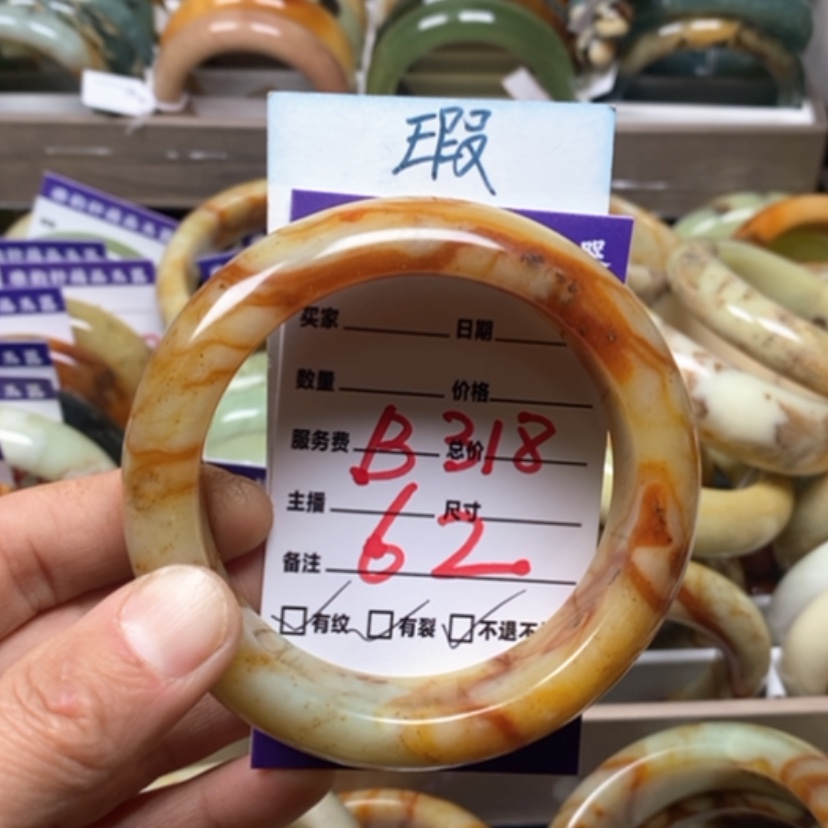 瑕
买家 日期
数量 价格
服务费 B 总价 318
主播 尺寸
62
备注
☑有纹 ☑有裂 ☑不退不